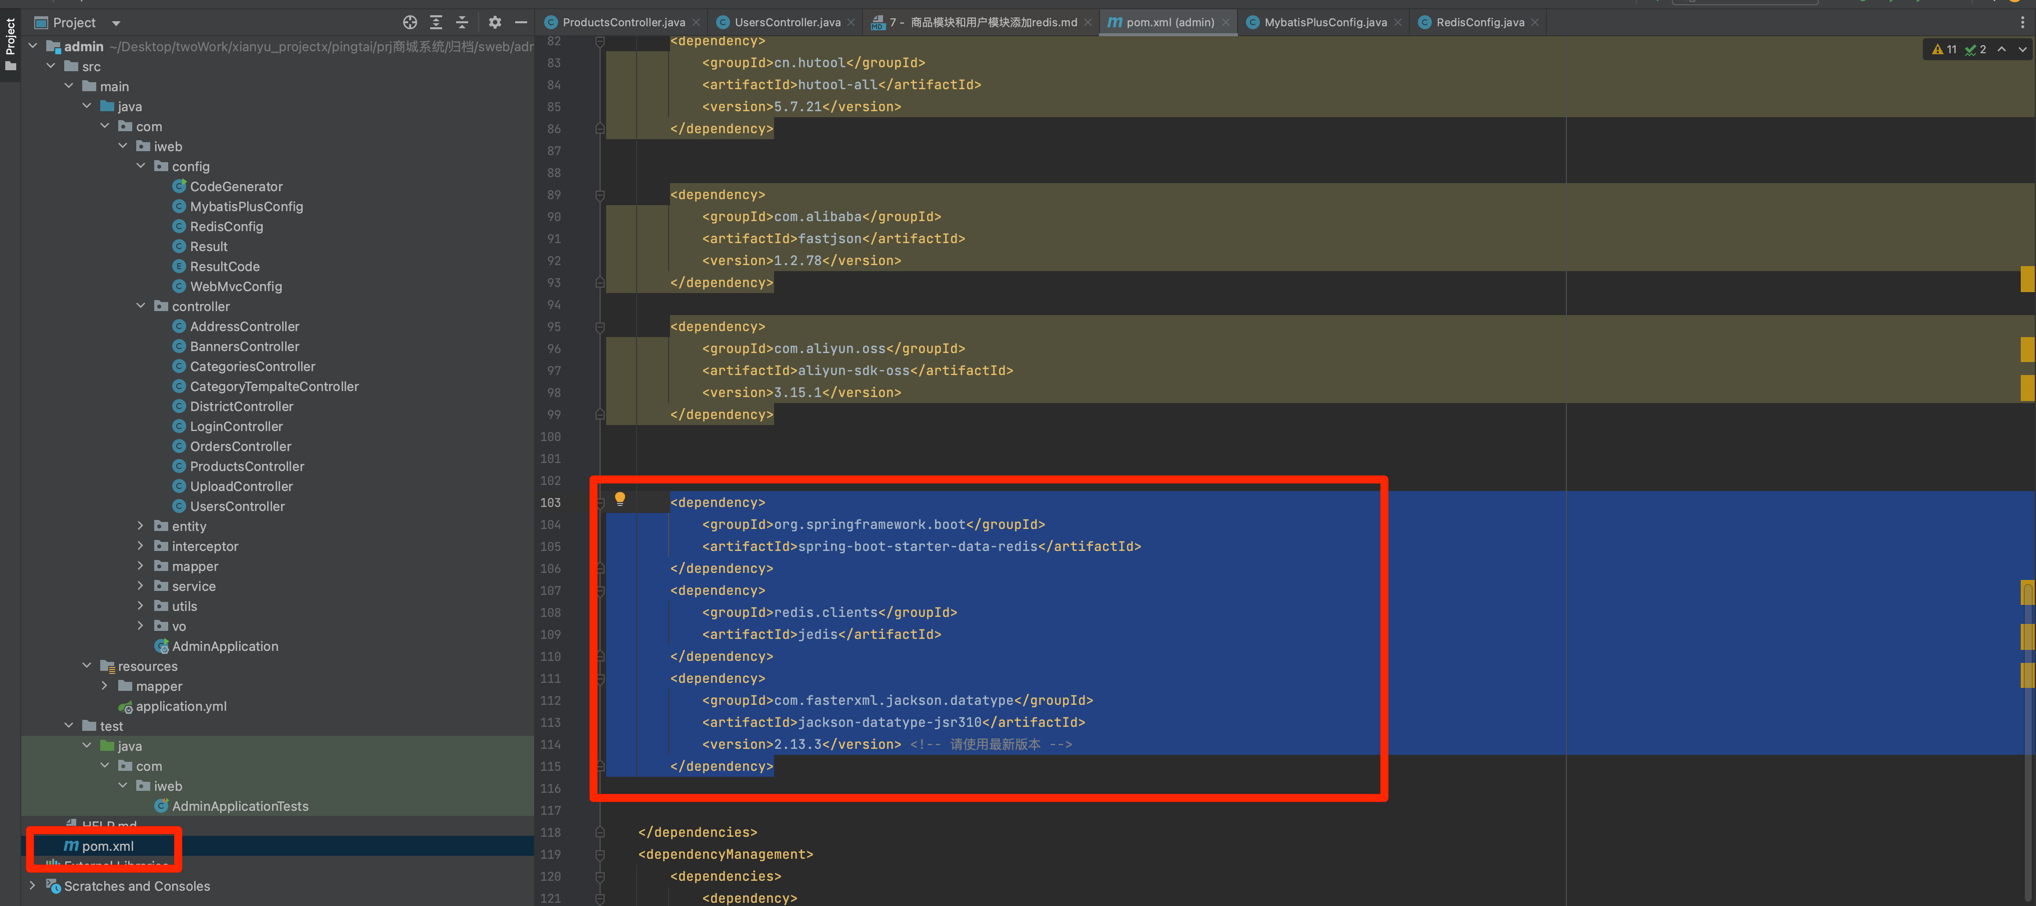 Project
Project
ProductsController.java
UsersController.java
7 - 商品模块和用户模块添加redis.md
pom.xml (admin)
MybatisPlusConfig.java
RedisConfig.java
11
2
admin ~/Desktop/twoWork/xianyu_projectx/pingtai/prj商城系统/归档/sweb/adm
src
main
java
com
iweb
config
CodeGenerator
MybatisPlusConfig
RedisConfig
Result
ResultCode
WebMvcConfig
controller
AddressController
BannersController
CategoriesController
CategoryTempalteController
DistrictController
LoginController
OrdersController
ProductsController
UploadController
UsersController
entity
interceptor
mapper
service
utils
vo
AdminApplication
resources
mapper
application.yml
test
java
com
iweb
AdminApplicationTests
HELP.md
pom.xml
External Libraries
Scratches and Consoles
82 <dependency>
83 <groupId>cn.hutool</groupId>
84 <artifactId>hutool-all</artifactId>
85 <version>5.7.21</version>
86 </dependency>
87
88
89 <dependency>
90 <groupId>com.alibaba</groupId>
91 <artifactId>fastjson</artifactId>
92 <version>1.2.78</version>
93 </dependency>
94
95 <dependency>
96 <groupId>com.aliyun.oss</groupId>
97 <artifactId>aliyun-sdk-oss</artifactId>
98 <version>3.15.1</version>
99 </dependency>
100
101
102
103 <dependency>
104 <groupId>org.springframework.boot</groupId>
105 <artifactId>spring-boot-starter-data-redis</artifactId>
106 </dependency>
107 <dependency>
108 <groupId>redis.clients</groupId>
109 <artifactId>jedis</artifactId>
110 </dependency>
111 <dependency>
112 <groupId>com.fasterxml.jackson.datatype</groupId>
113 <artifactId>jackson-datatype-jsr310</artifactId>
114 <version>2.13.3</version> <!-- 请使用最新版本 -->
115 </dependency>
116
117
118 </dependencies>
119 <dependencyManagement>
120 <dependencies>
121 <dependency>